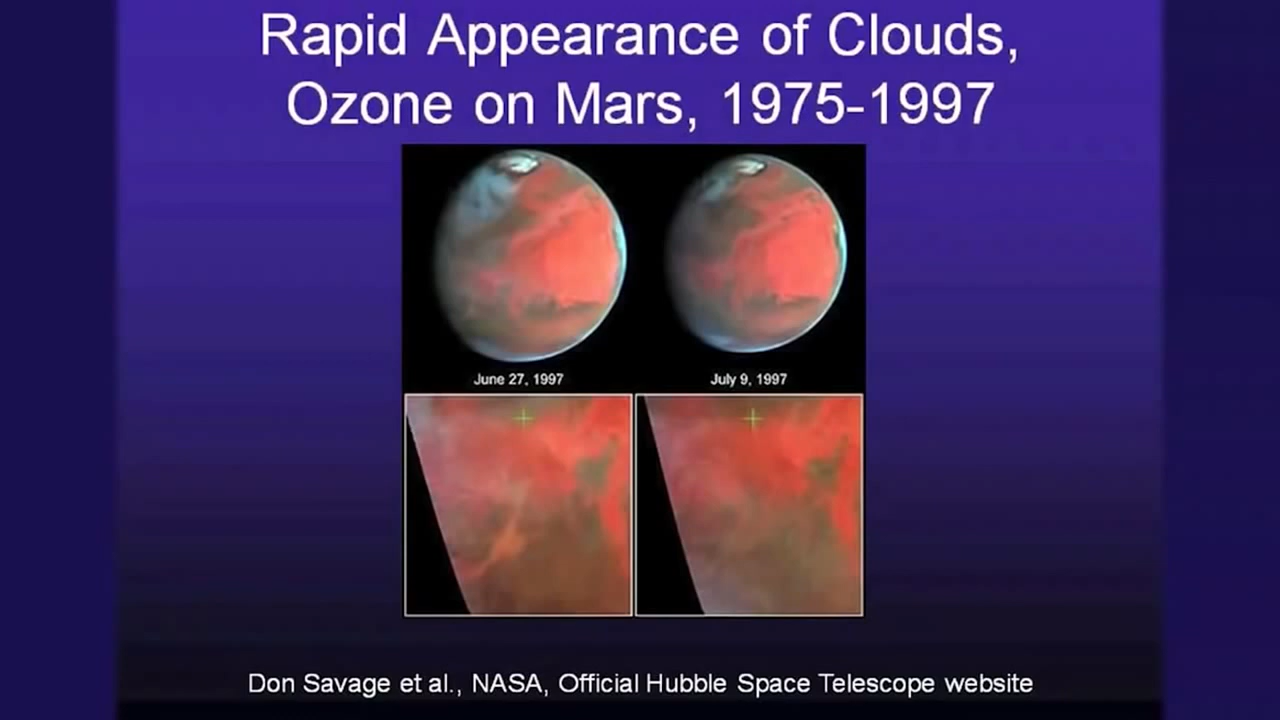 Rapid Appearance of Clouds,
Ozone on Mars, 1975-1997
June 27, 1997
July 9, 1997
Don Savage et al., NASA, Official Hubble Space Telescope website